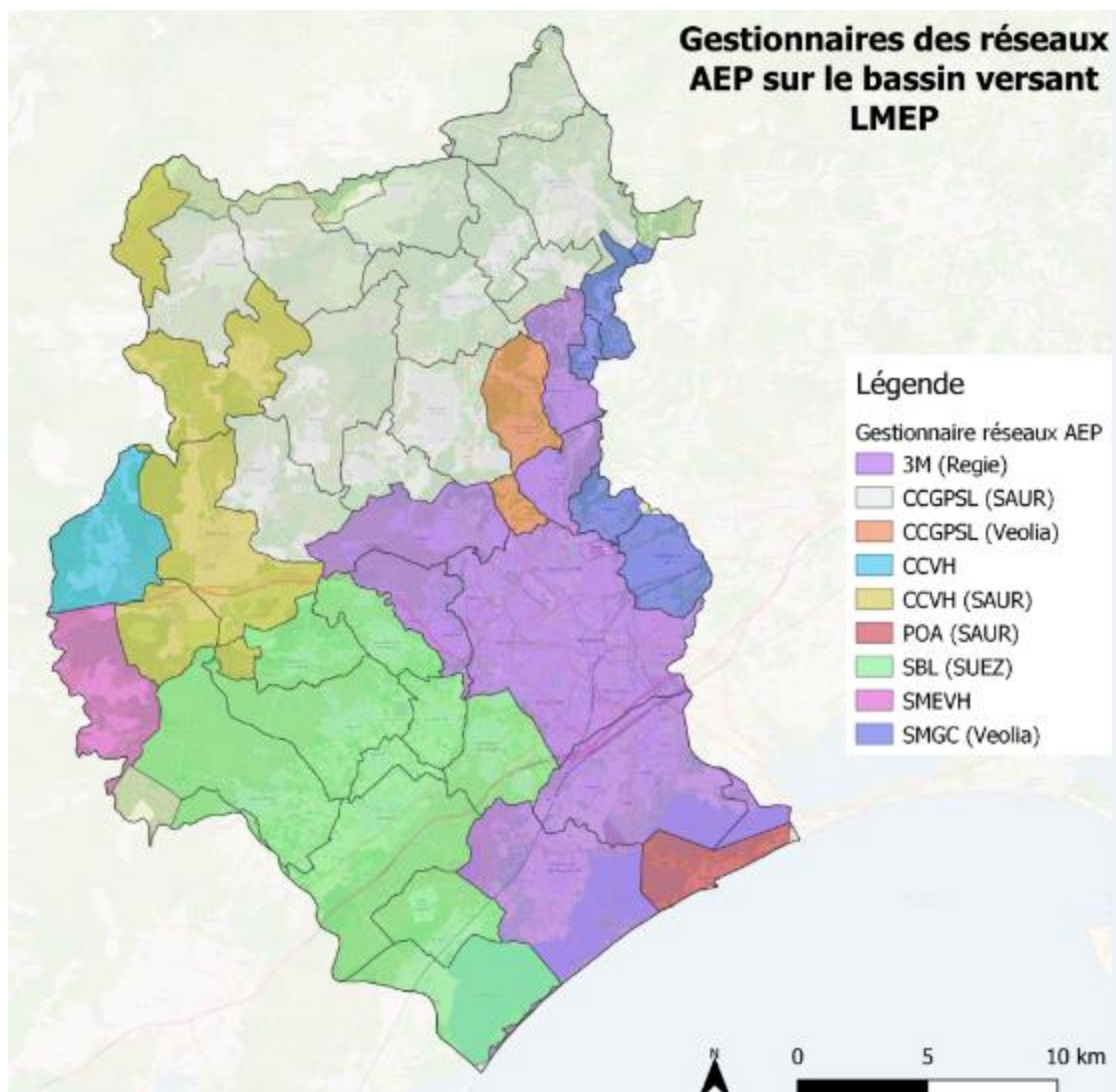 Gestionnaires des réseaux
AEP sur le bassin versant
LMEP
Légende
Gestionnaire réseaux AEP
3M (Regie)
CCGPSL (SAUR)
CCGPSL (Veolia)
CCVH
CCVH (SAUR)
POA (SAUR)
SBL (SUEZ)
SMEVH
SMGC (Veolia)
N
0 5 10 km